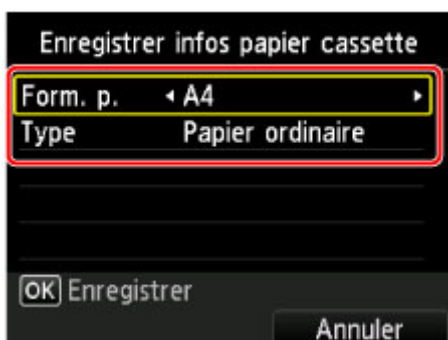 Enregistrer infos papier cassette
Form. p. A4
Type Papier ordinaire
OK Enregistrer
Annuler